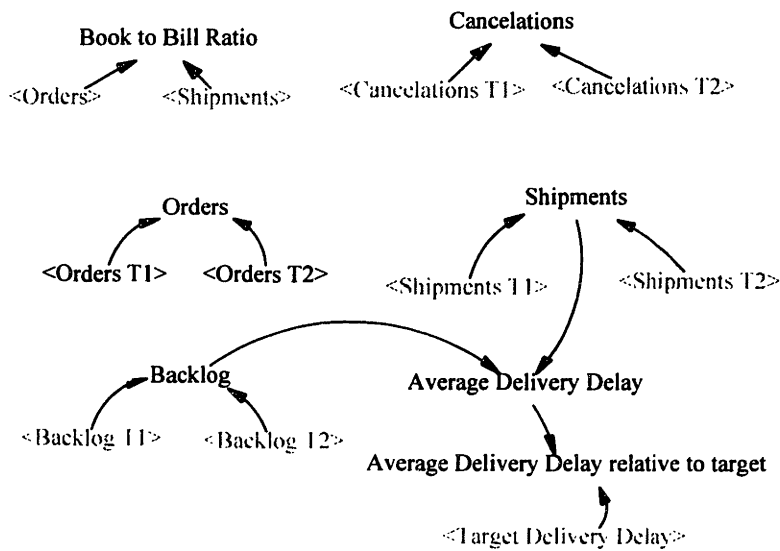 Book to Bill Ratio
<Orders>
<Shipments>
Cancelations
<Cancelations T1>
<Cancelations T2>
Orders
<Orders T1>
<Orders T2>
Shipments
<Shipments T1>
<Shipments T2>
Backlog
<Backlog T1>
<Backlog T2>
Average Delivery Delay
Average Delivery Delay relative to target
<Target Delivery Delay>